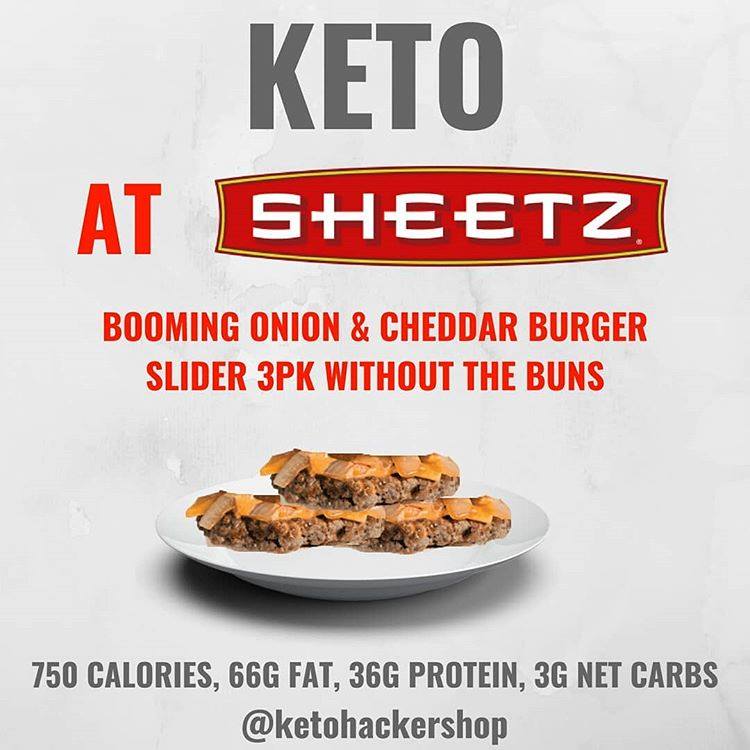 KETO
AT SHEETZ®
BOOMING ONION & CHEDDAR BURGER
SLIDER 3PK WITHOUT THE BUNS
750 CALORIES, 66G FAT, 36G PROTEIN, 3G NET CARBS
@ketohackershop